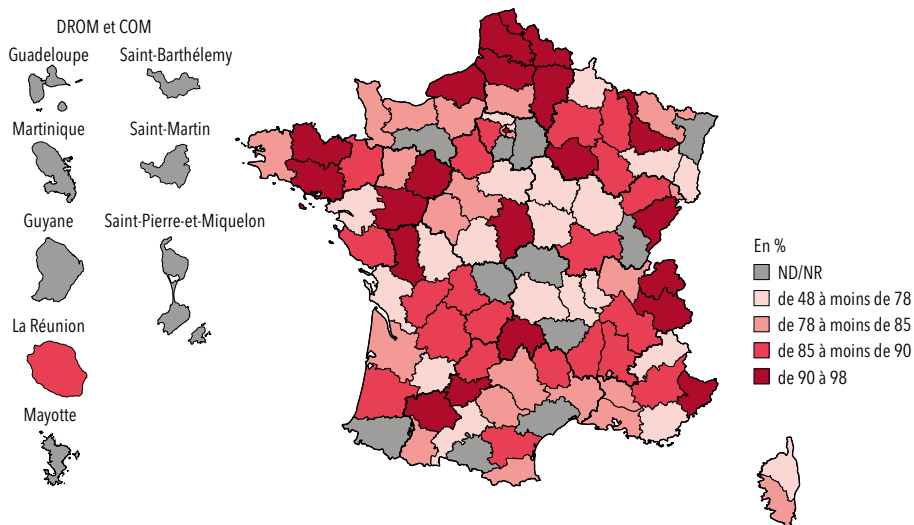 DROM et COM
Guadeloupe
Saint-Barthélemy
Martinique
Saint-Martin
Guyane
Saint-Pierre-et-Miquelon
La Réunion
Mayotte
En %
ND/NR
de 48 à moins de 78
de 78 à moins de 85
de 85 à moins de 90
de 90 à 98